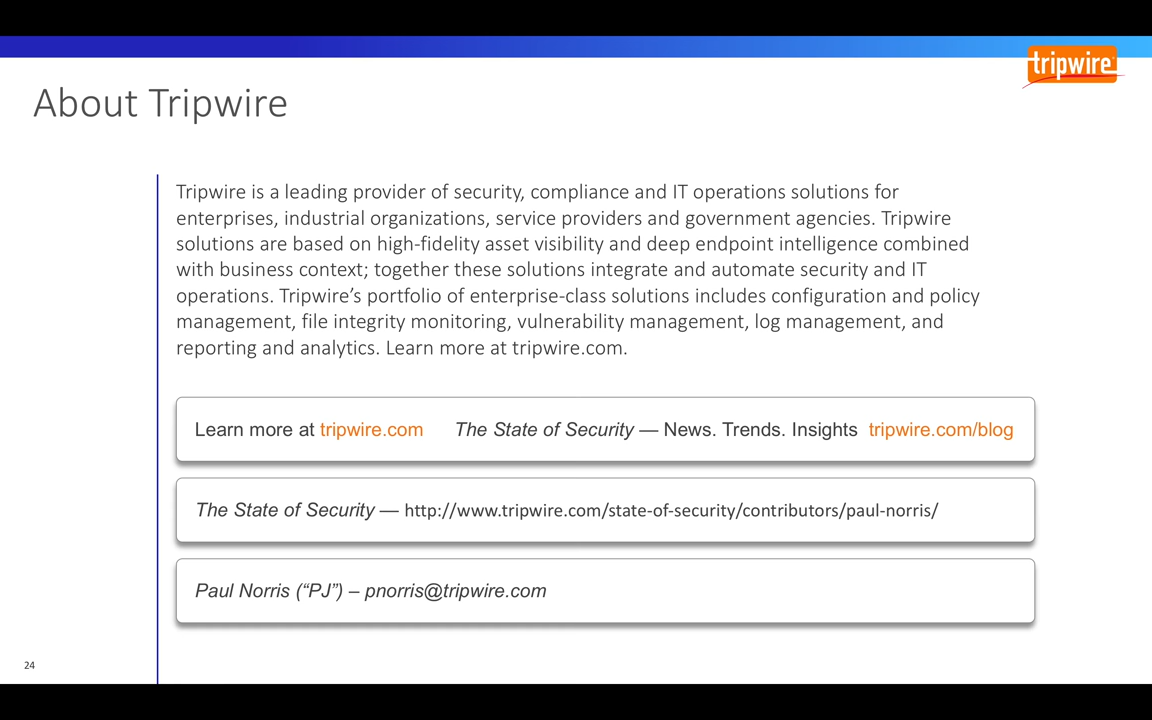 tripwire
About Tripwire
Tripwire is a leading provider of security, compliance and IT operations solutions for
enterprises, industrial organizations, service providers and government agencies. Tripwire
solutions are based on high-fidelity asset visibility and deep endpoint intelligence combined
with business context; together these solutions integrate and automate security and IT
operations. Tripwire’s portfolio of enterprise-class solutions includes configuration and policy
management, file integrity monitoring, vulnerability management, log management, and
reporting and analytics. Learn more at tripwire.com.
Learn more at tripwire.com The State of Security — News. Trends. Insights tripwire.com/blog
The State of Security — http://www.tripwire.com/state-of-security/contributors/paul-norris/
Paul Norris (“PJ”) – pnorris@tripwire.com
24